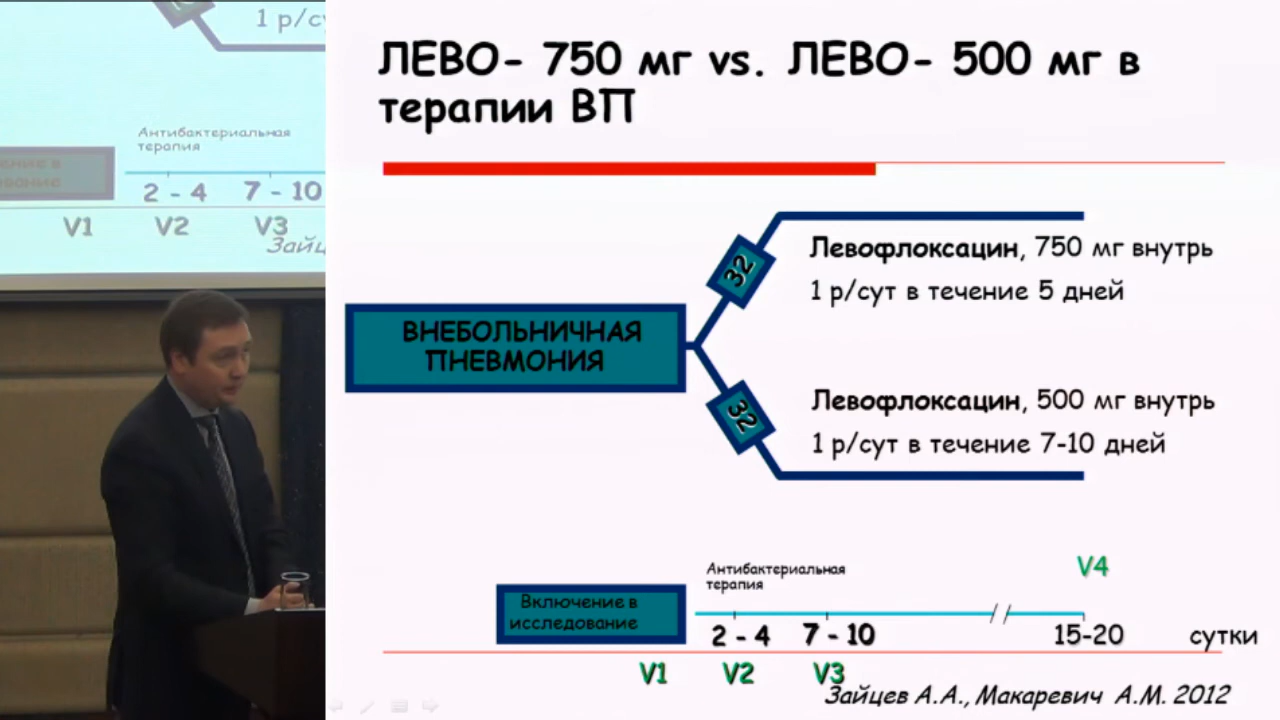 1 р/су
Антибактериальная
терапия
2 - 4
7 - 10
V1
V2
V3
Зайц
ЛЕВО- 750 мг vs. ЛЕВО- 500 мг в
терапии ВП
32
Левофлоксацин, 750 мг внутрь
1 р/сут в течение 5 дней
ВНЕБОЛЬНИЧНАЯ
ПНЕВМОНИЯ
32
Левофлоксацин, 500 мг внутрь
1 р/сут в течение 7-10 дней
Антибактериальная
терапия
V4
Включение в
исследование
2 - 4
7 - 10
15-20
сутки
V1
V2
V3
Зайцев А.А., Макаревич А.М. 2012